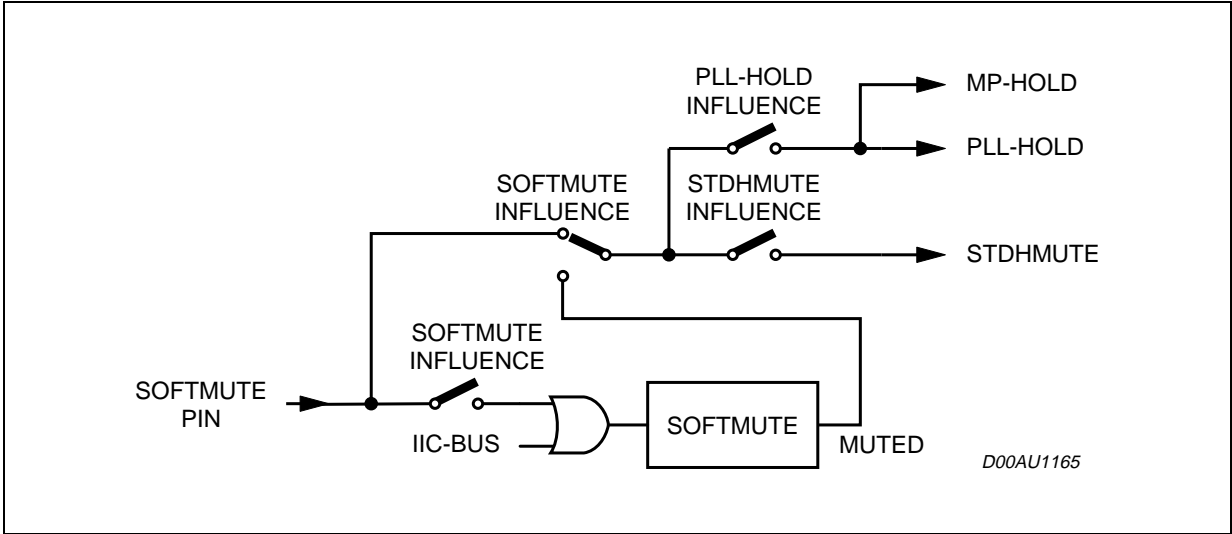 PLL-HOLD
INFLUENCE
MP-HOLD
PLL-HOLD
SOFTMUTE
INFLUENCE
STDHMUTE
INFLUENCE
STDHMUTE
SOFTMUTE
INFLUENCE
SOFTMUTE
PIN
IIC-BUS
SOFTMUTE
MUTED
D00AU1165